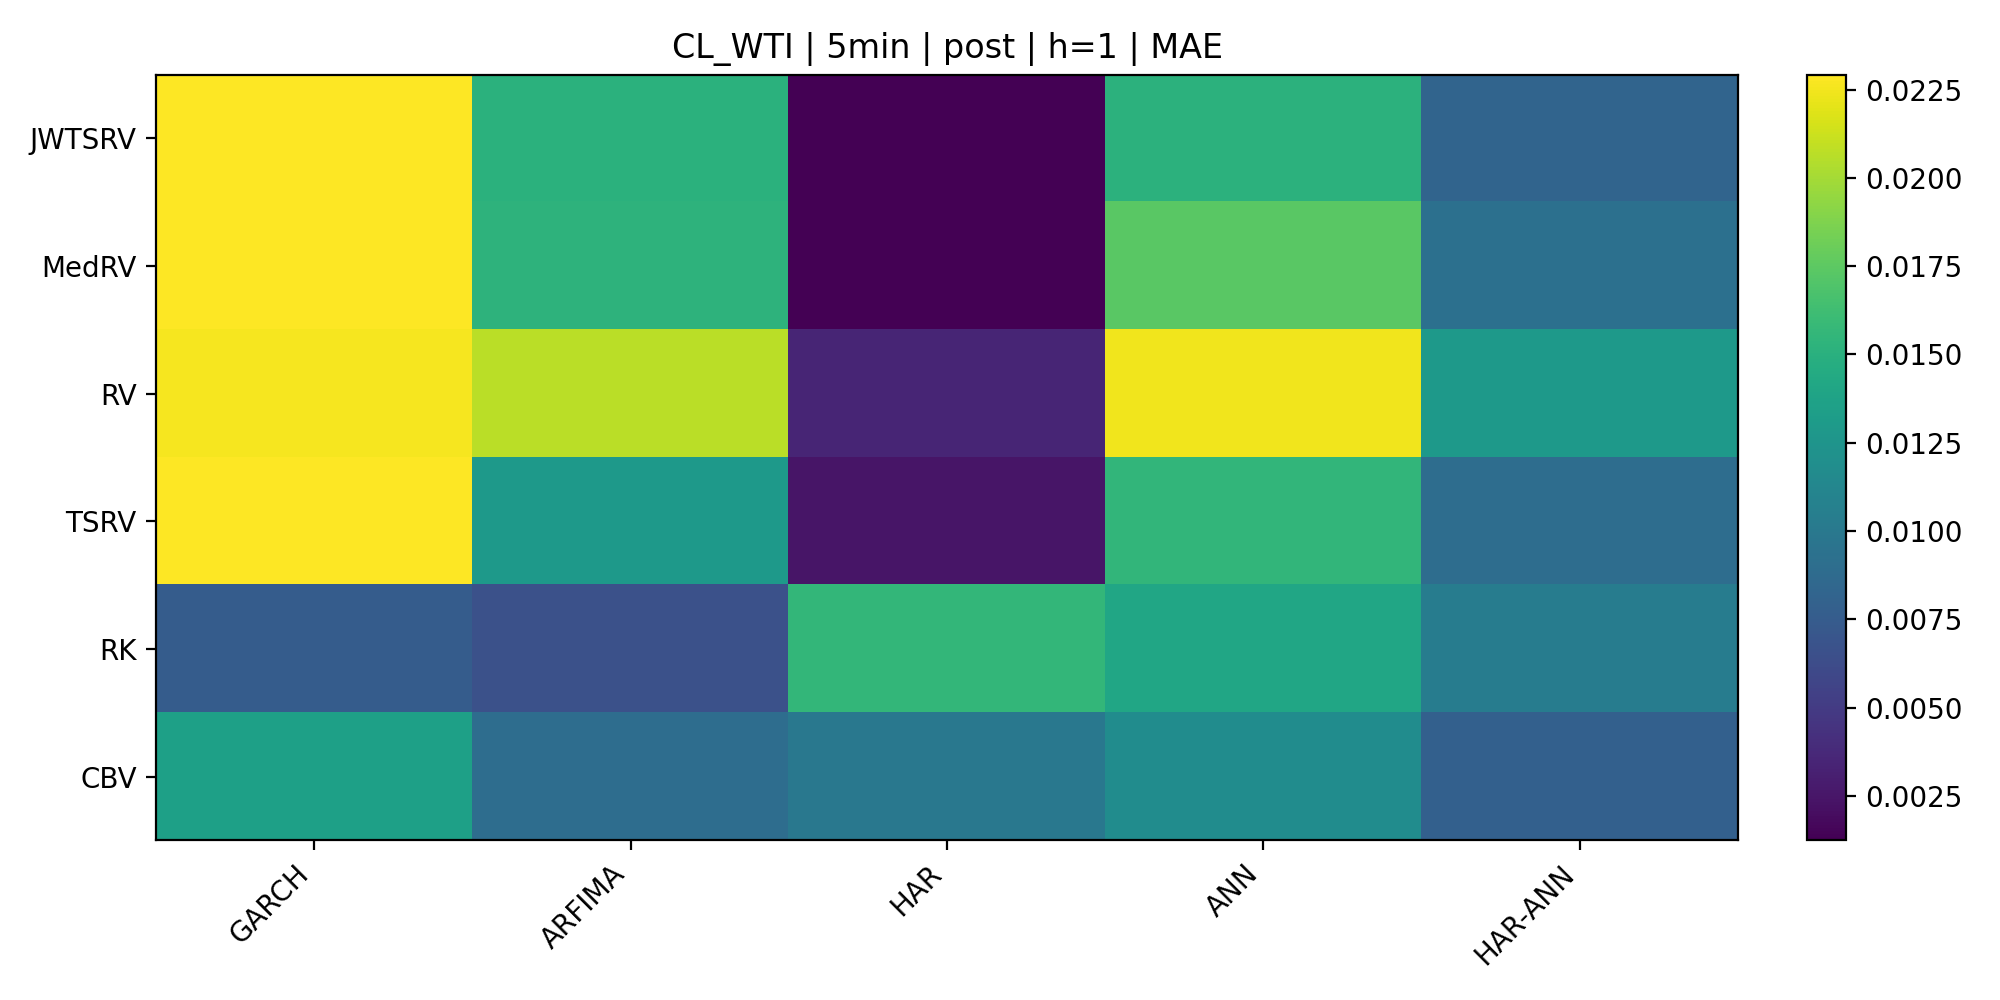 CL_WTI | 5min | post | h=1 | MAE
JWTSRV
MedRV
RV
TSRV
RK
CBV
GARCH
ARFIMA
HAR
ANN
HAR-ANN
0.0225
0.0200
0.0175
0.0150
0.0125
0.0100
0.0075
0.0050
0.0025